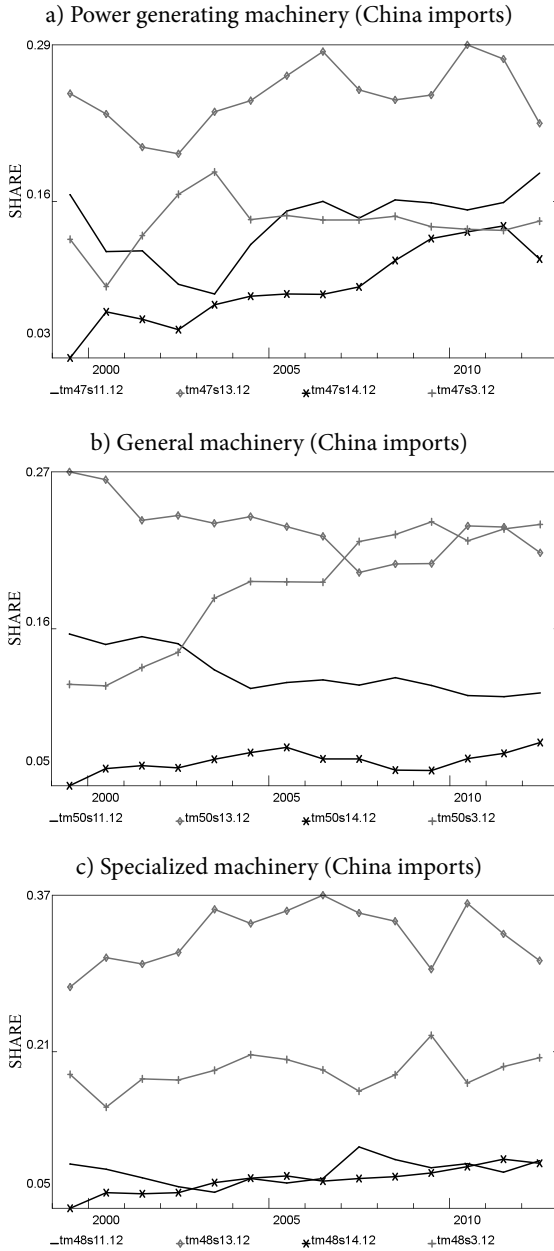 a) Power generating machinery (China imports)
0.29
SHARE
0.16
0.03
2000 2005 2010
tm47s11.12 tm47s13.12 tm47s14.12 tm47s3.12
b) General machinery (China imports)
0.27
SHARE
0.16
0.05
2000 2005 2010
tm50s11.12 tm50s13.12 tm50s14.12 tm50s3.12
c) Specialized machinery (China imports)
0.37
SHARE
0.21
0.05
2000 2005 2010
tm48s11.12 tm48s13.12 tm48s14.12 tm48s3.12